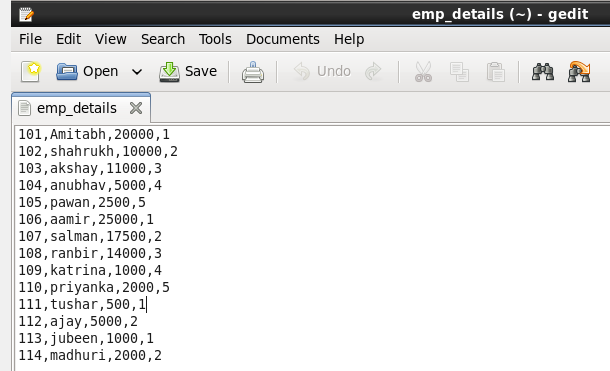 emp_details (~) - gedit
File Edit View Search Tools Documents Help
Open Save Undo
emp_details
101,Amitabh,20000,1
102,shahrukh,10000,2
103,akshay,11000,3
104,anubhav,5000,4
105,pawan,2500,5
106,aamir,25000,1
107,salman,17500,2
108,ranbir,14000,3
109,katrina,1000,4
110,priyanka,2000,5
111,tushar,500,1
112,ajay,5000,2
113,jubeen,1000,1
114,madhuri,2000,2